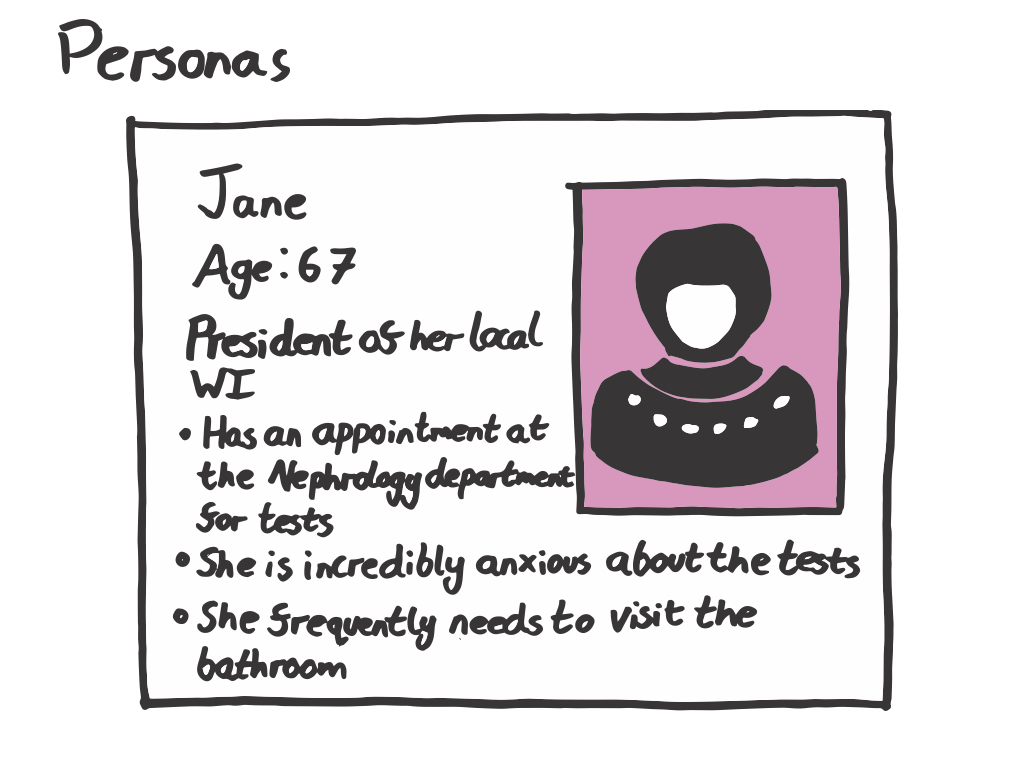 Personas
Jane
Age: 67
President of her local
WI
• Has an appointment at
the Nephrology department
for tests
• She is incredibly anxious about the tests
• She frequently needs to visit the
bathroom